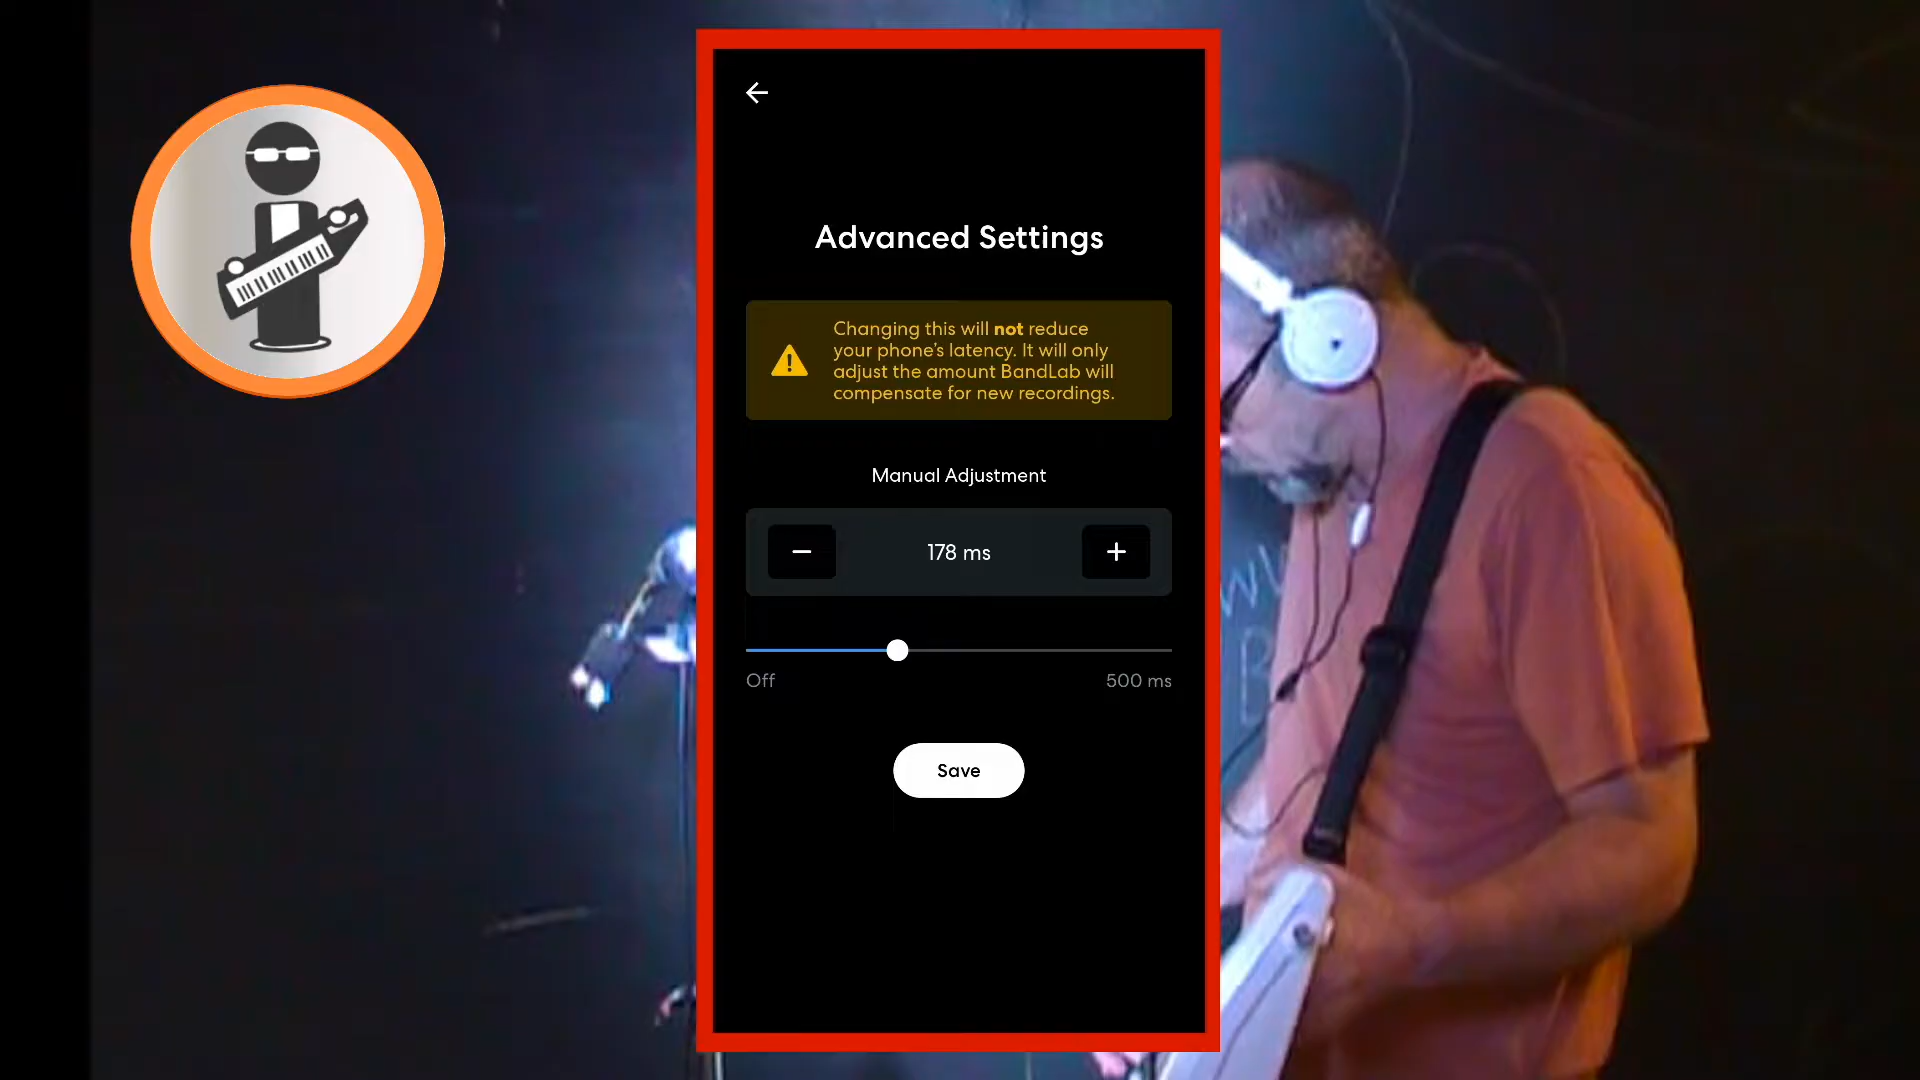 Advanced Settings
Changing this will not reduce
your phone's latency. It will only
adjust the amount BandLab will
compensate for new recordings.
Manual Adjustment
− 178 ms +
Off 500 ms
Save